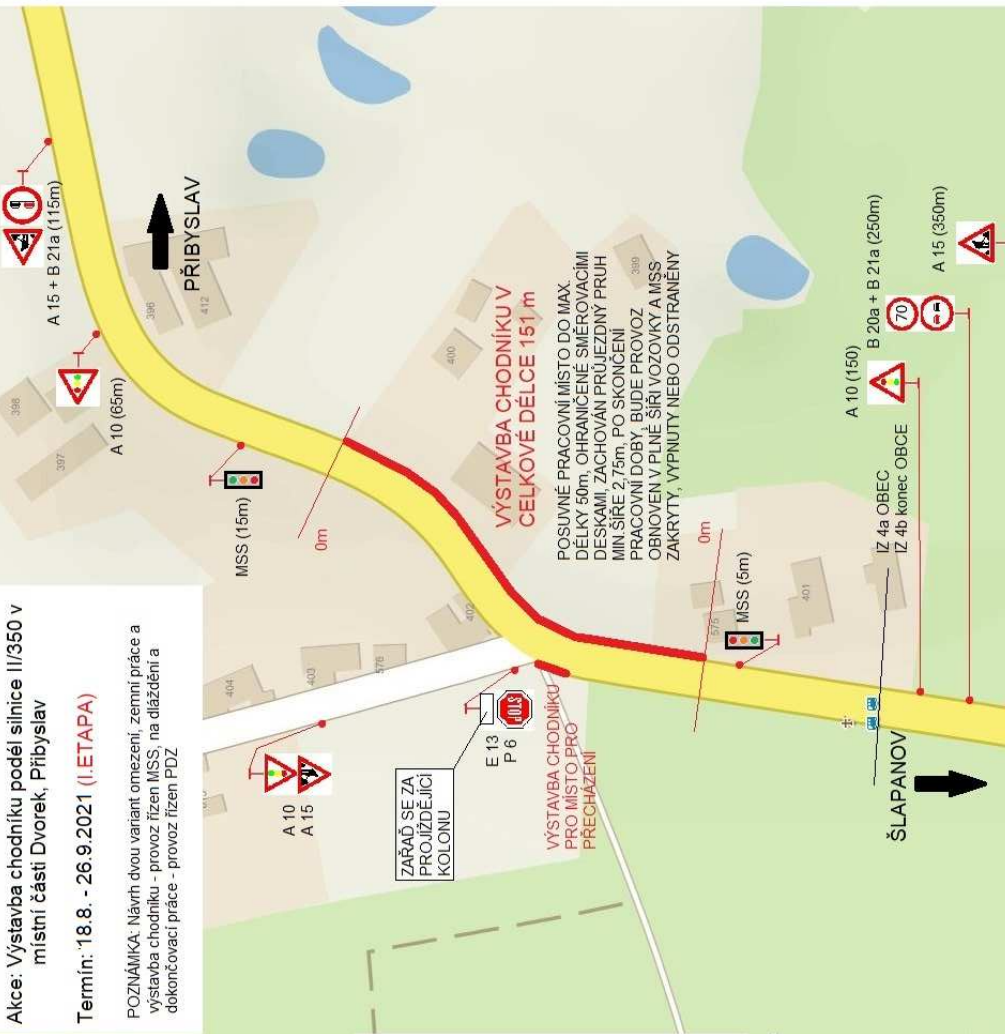 Akce: Výstavba chodníku podél silnice II/350 v
místní části Dvorek, Přibyslav
Termín: 18.8. - 26.9.2021 (I.ETAPA)
POZNÁMKA: Návrh dvou variant omezení, zemní práce a
výstavba chodníku - provoz řízen MSS, na dláždění a
dokončovací práce - provoz řízen PDZ
A 15 + B 21a (115m)
A 10 (65m)
PŘIBYSLAV
MSS (15m)
0m
396
412
398
397
400
399
404
403
578
402
575
401
A 10
A 15
ZAŘAĎ SE ZA
PROJÍŽDĚJÍCÍ
KOLONU
E 13
P 6
STOP
VÝSTAVBA CHODNÍKU
PRO MÍSTO PRO
PŘECHÁZENÍ
VÝSTAVBA CHODNÍKU V
CELKOVÉ DÉLCE 151 m
POSUVNÉ PRACOVNÍ MÍSTO DO MAX.
DÉLKY 50m, OHRANIČENÉ SMĚROVACÍMI
DESKAMI, ZACHOVÁN PRŮJEZDNÝ PRUH
MIN.ŠÍŘE 2,75m, PO SKONČENÍ
PRACOVNÍ DOBY, BUDE PROVOZ
OBNOVEN V PLNÉ ŠÍŘI VOZOVKY A MSS
ZAKRYTY, VYPNUTY NEBO ODSTRANĚNY
0m
MSS (5m)
IZ 4a OBEC
IZ 4b konec OBCE
ŠLAPANOV
A 10 (150)
B 20a + B 21a (250m)
70
A 15 (350m)